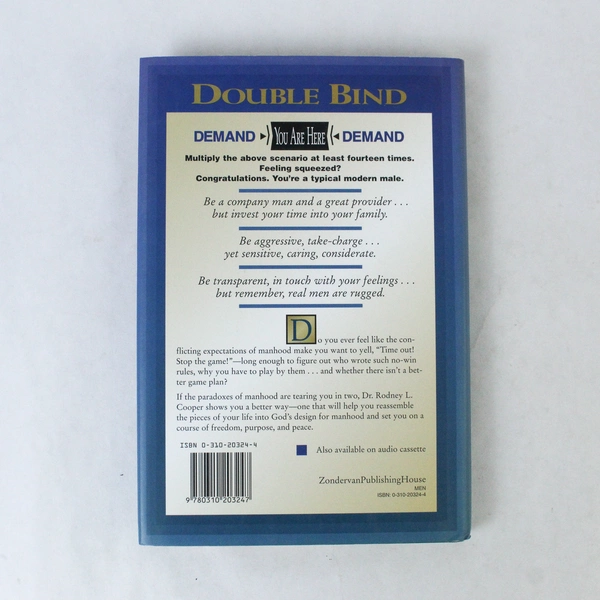 DOUBLE BIND
DEMAND YOU ARE HERE DEMAND
Multiply the above scenario at least fourteen times.
Feeling squeezed?
Congratulations. You're a typical modern male.
Be a company man and a great provider . . .
but invest your time into your family.
Be aggressive, take-charge . . .
yet sensitive, caring, considerate.
Be transparent, in touch with your feelings . . .
but remember, real men are rugged.
Do you ever feel like the con-
flicting expectations of manhood make you want to yell, "Time out!
Stop the game!"—long enough to figure out who wrote such no-win
rules, why you have to play by them . . . and whether there isn't a bet-
ter game plan?
If the paradoxes of manhood are tearing you in two, Dr. Rodney L.
Cooper shows you a better way—one that will help you reassemble
the pieces of your life into God's design for manhood and set you on a
course of freedom, purpose, and peace.
ISBN 0-310-20324-4
Also available on audio cassette
ZondervanPublishingHouse
MEN
ISBN: 0-310-20324-4
9 780310 203247